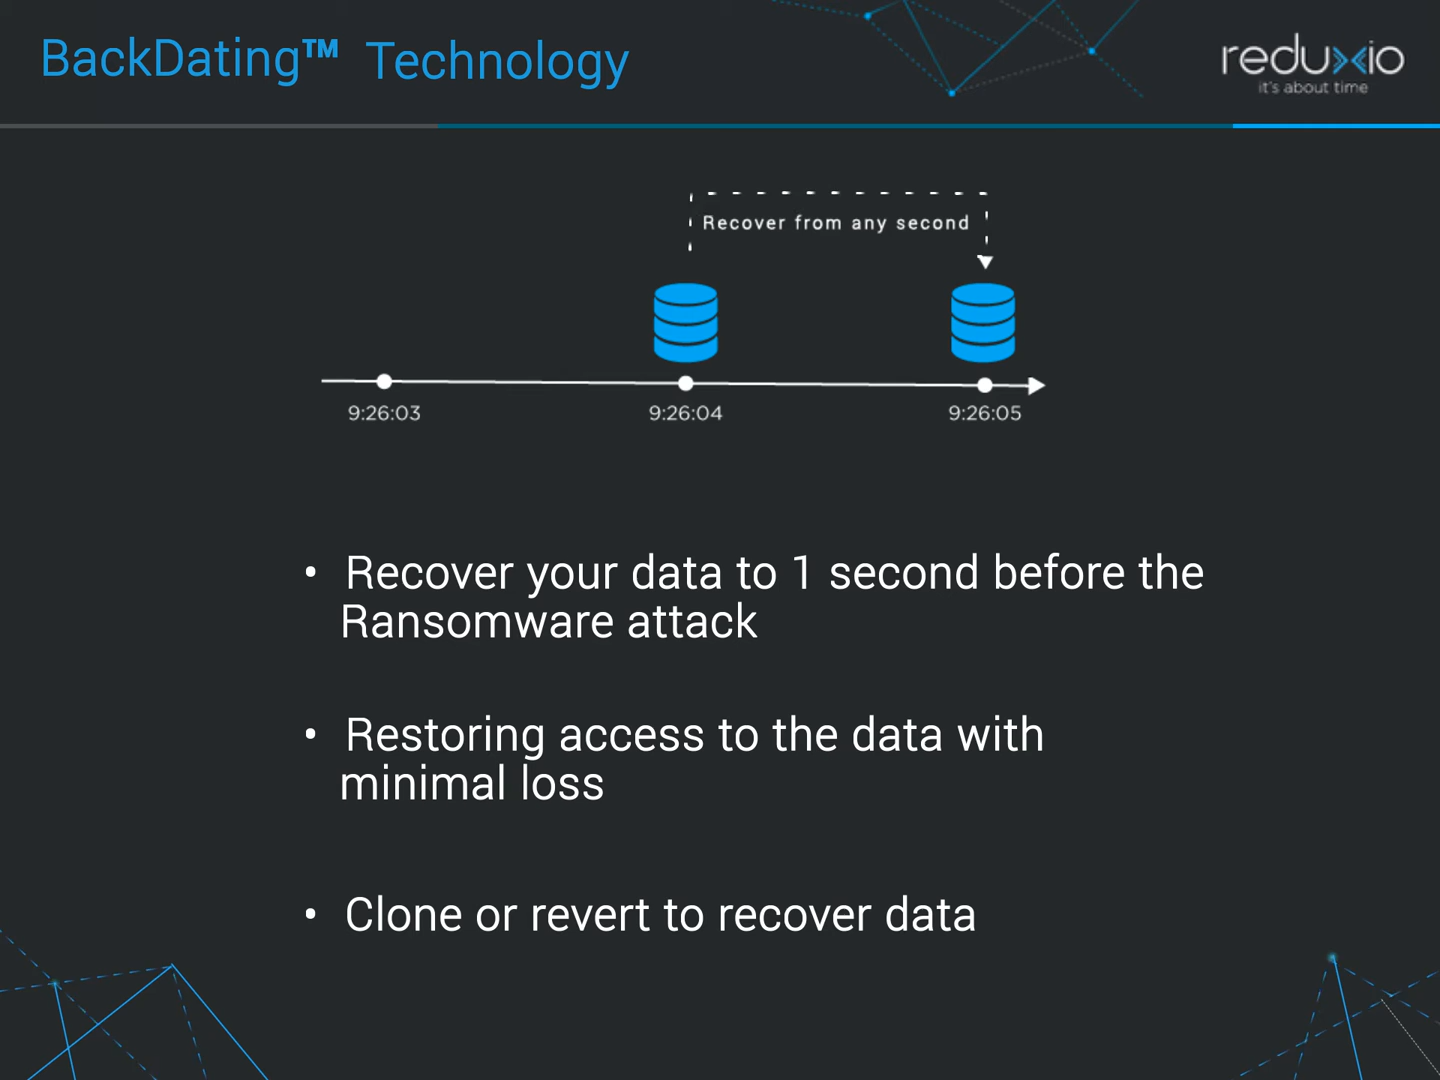 BackDating™ Technology
reduxio
it's about time
Recover from any second
9:26:03 9:26:04 9:26:05
• Recover your data to 1 second before the
Ransomware attack
• Restoring access to the data with
minimal loss
• Clone or revert to recover data